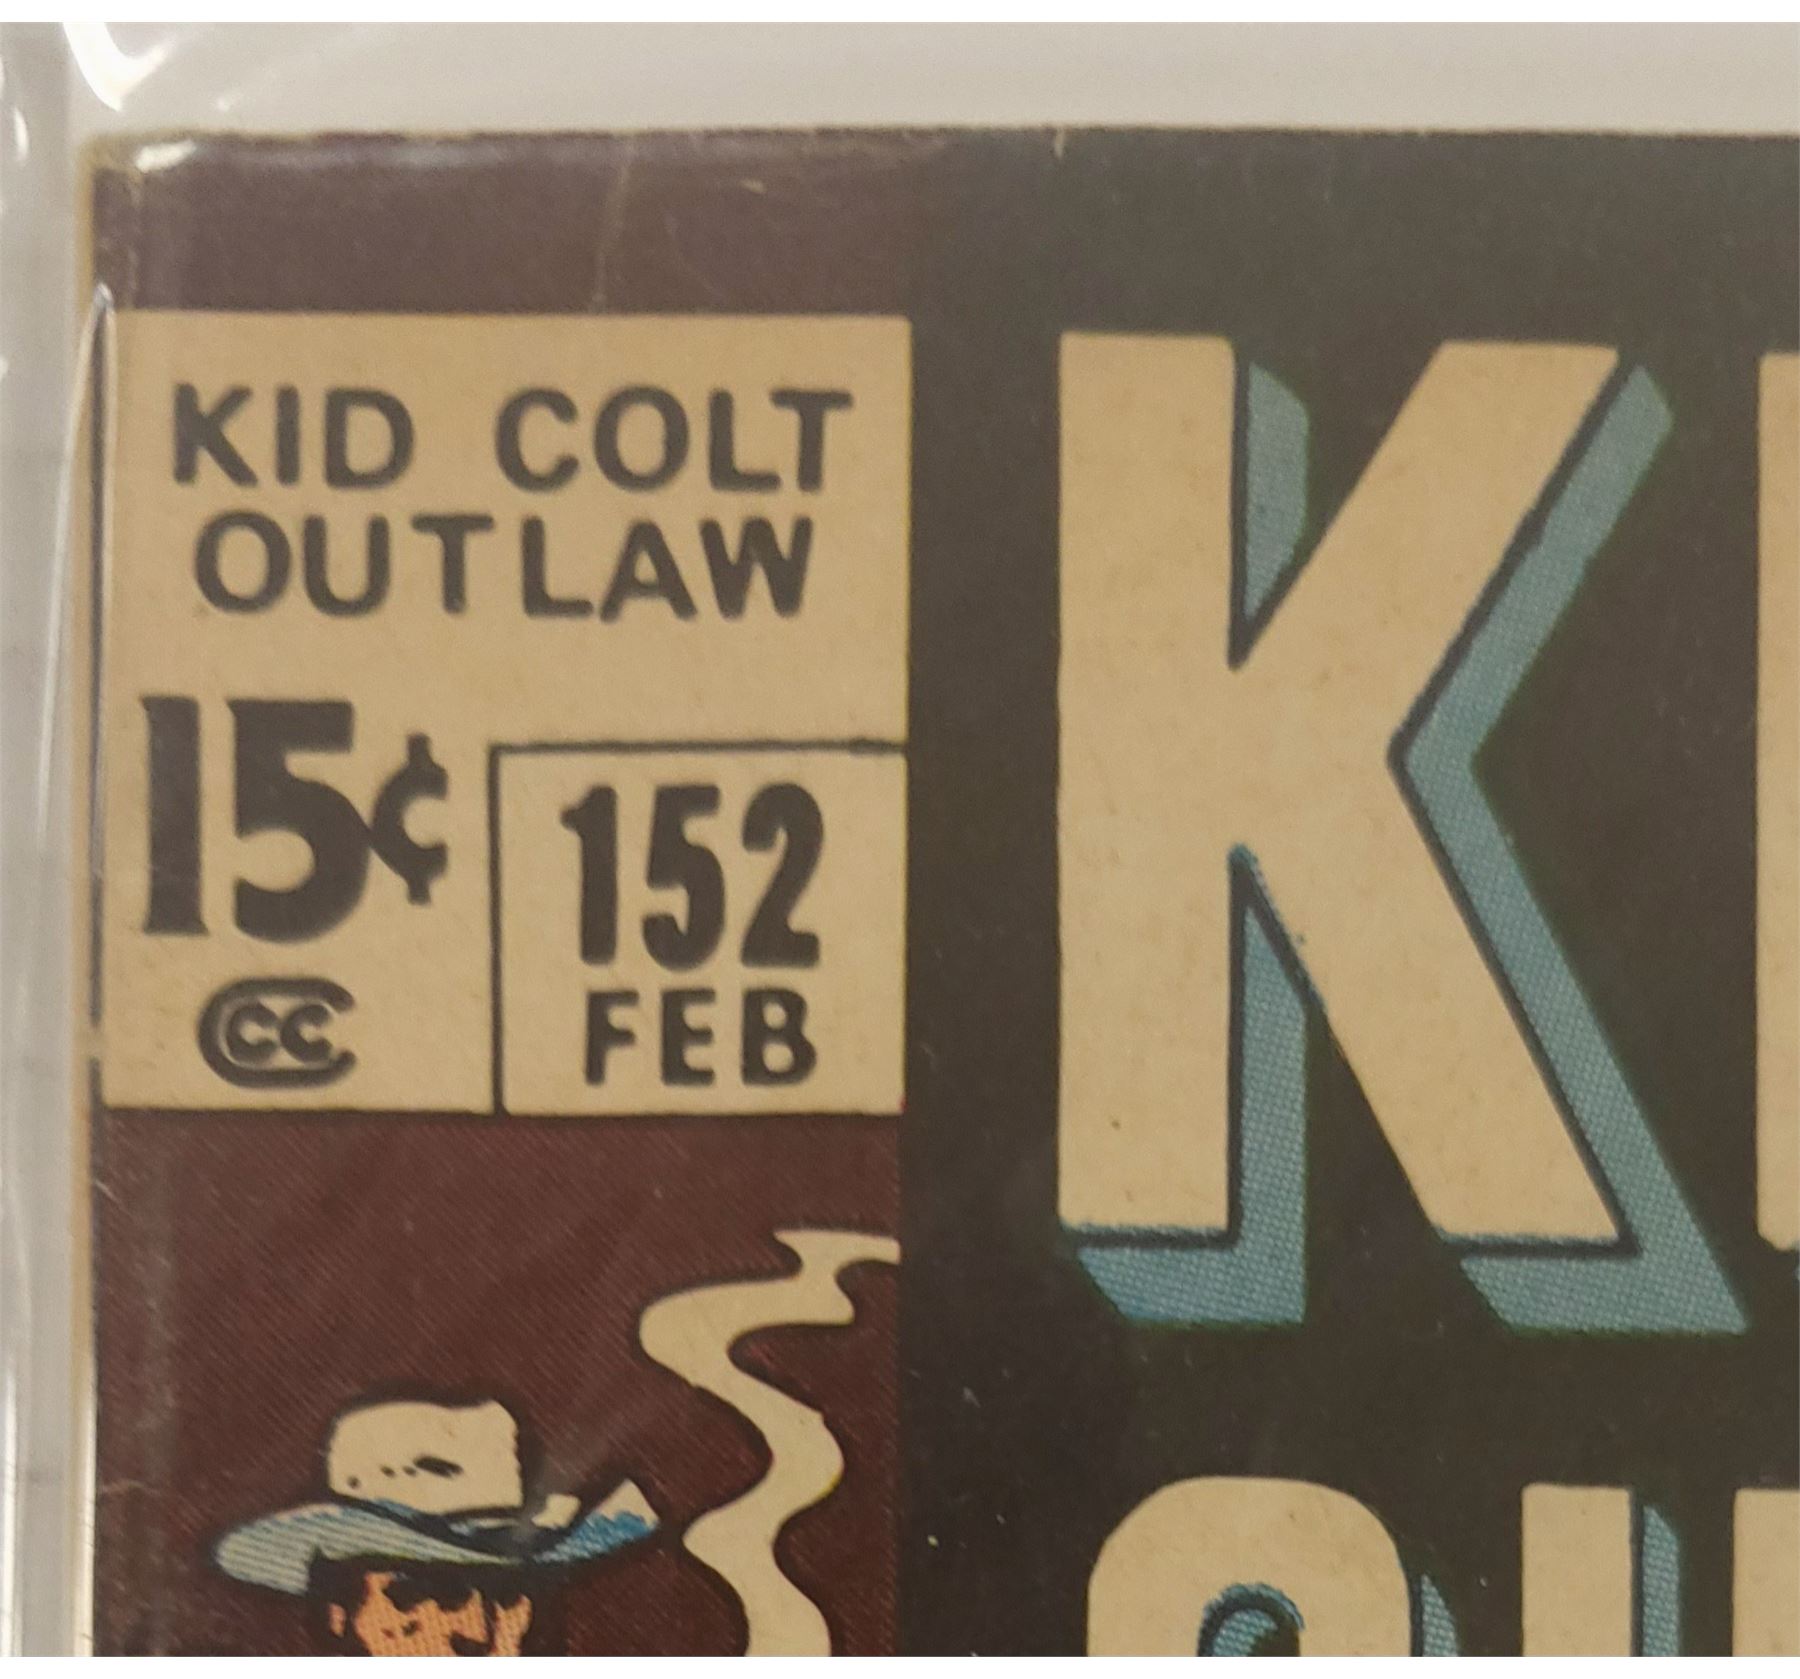 KID COLT
OUTLAW
15¢
152
FEB
CC
K